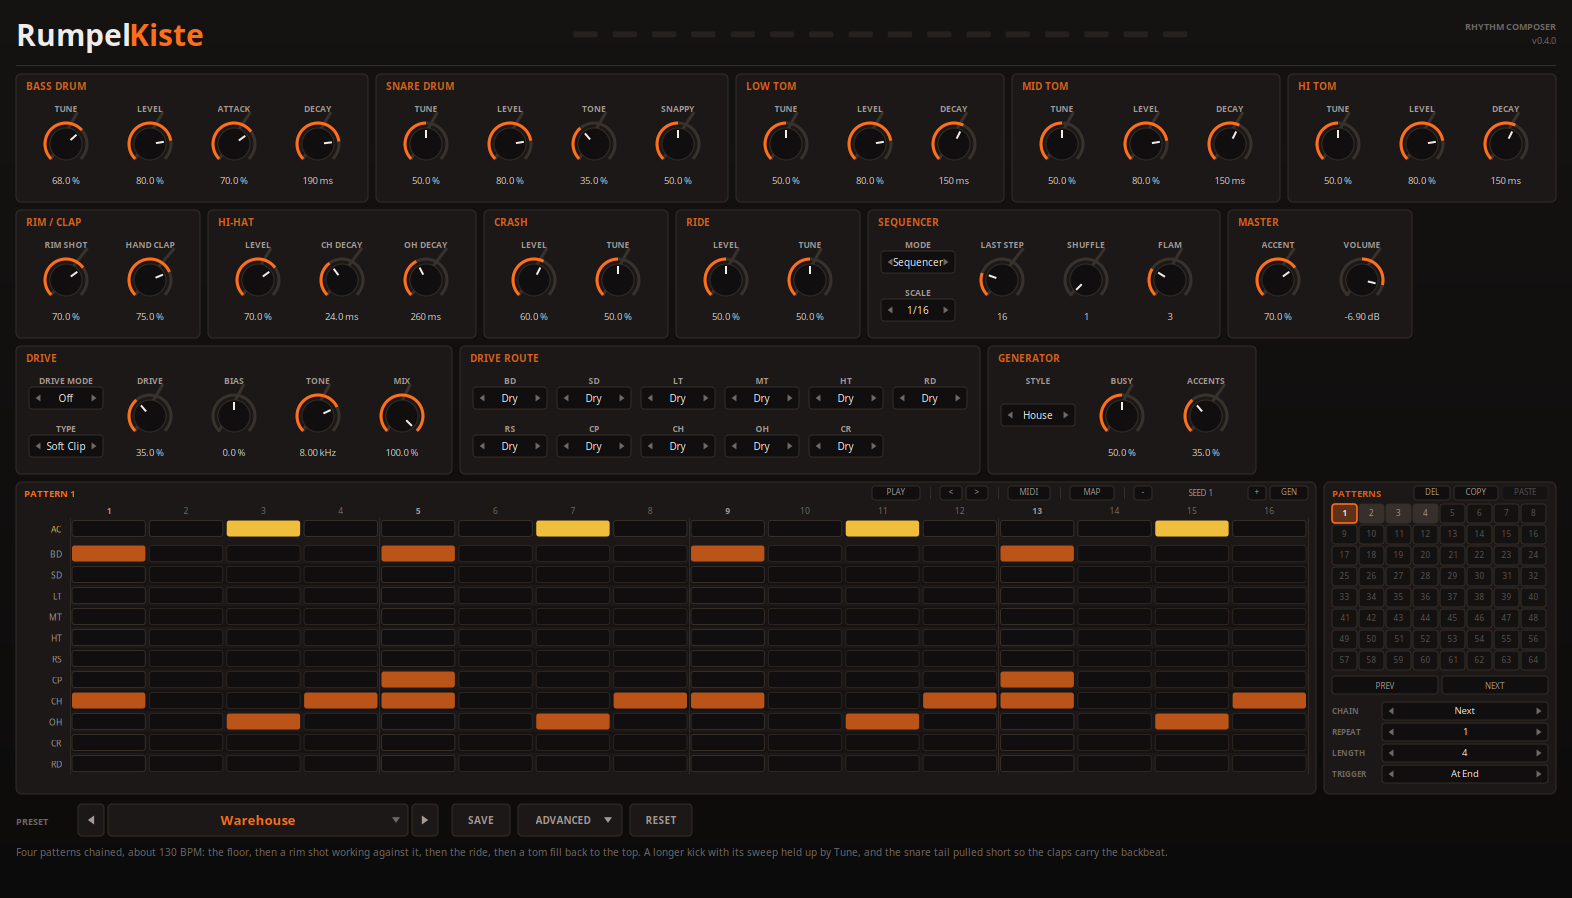 RumpelKiste
RHYTHM COMPOSER
v0.4.0
BASS DRUM
TUNE LEVEL ATTACK DECAY
68.0 % 80.0 % 70.0 % 190 ms
SNARE DRUM
TUNE LEVEL TONE SNAPPY
50.0 % 80.0 % 35.0 % 50.0 %
LOW TOM
TUNE LEVEL DECAY
50.0 % 80.0 % 150 ms
MID TOM
TUNE LEVEL DECAY
50.0 % 80.0 % 150 ms
HI TOM
TUNE LEVEL DECAY
50.0 % 80.0 % 150 ms
RIM / CLAP
RIM SHOT HAND CLAP
70.0 % 75.0 %
HI-HAT
LEVEL CH DECAY OH DECAY
70.0 % 24.0 ms 260 ms
CRASH
LEVEL TUNE
60.0 % 50.0 %
RIDE
LEVEL TUNE
50.0 % 50.0 %
SEQUENCER
MODE LAST STEP SHUFFLE FLAM
Sequencer
SCALE
1/16 16 1 3
MASTER
ACCENT VOLUME
70.0 % -6.90 dB
DRIVE
DRIVE MODE DRIVE BIAS TONE MIX
Off
TYPE
Soft Clip 35.0 % 0.0 % 8.00 kHz 100.0 %
DRIVE ROUTE
BD SD LT MT HT RD
Dry Dry Dry Dry Dry Dry
RS CP CH OH CR
Dry Dry Dry Dry Dry
GENERATOR
STYLE BUSY ACCENTS
House
50.0 % 35.0 %
PATTERN 1 PLAY < > MIDI MAP - SEED 1 + GEN
1 2 3 4 5 6 7 8 9 10 11 12 13 14 15 16
AC
BD
SD
LT
MT
HT
RS
CP
CH
OH
CR
RD
PATTERNS DEL COPY PASTE
1 2 3 4 5 6 7 8
9 10 11 12 13 14 15 16
17 18 19 20 21 22 23 24
25 26 27 28 29 30 31 32
33 34 35 36 37 38 39 40
41 42 43 44 45 46 47 48
49 50 51 52 53 54 55 56
57 58 59 60 61 62 63 64
PREV NEXT
CHAIN Next
REPEAT 1
LENGTH 4
TRIGGER At End
PRESET Warehouse SAVE ADVANCED RESET
Four patterns chained, about 130 BPM: the floor, then a rim shot working against it, then the ride, then a tom fill back to the top. A longer kick with its sweep held up by Tune, and the snare tail pulled short so the claps carry the backbeat.